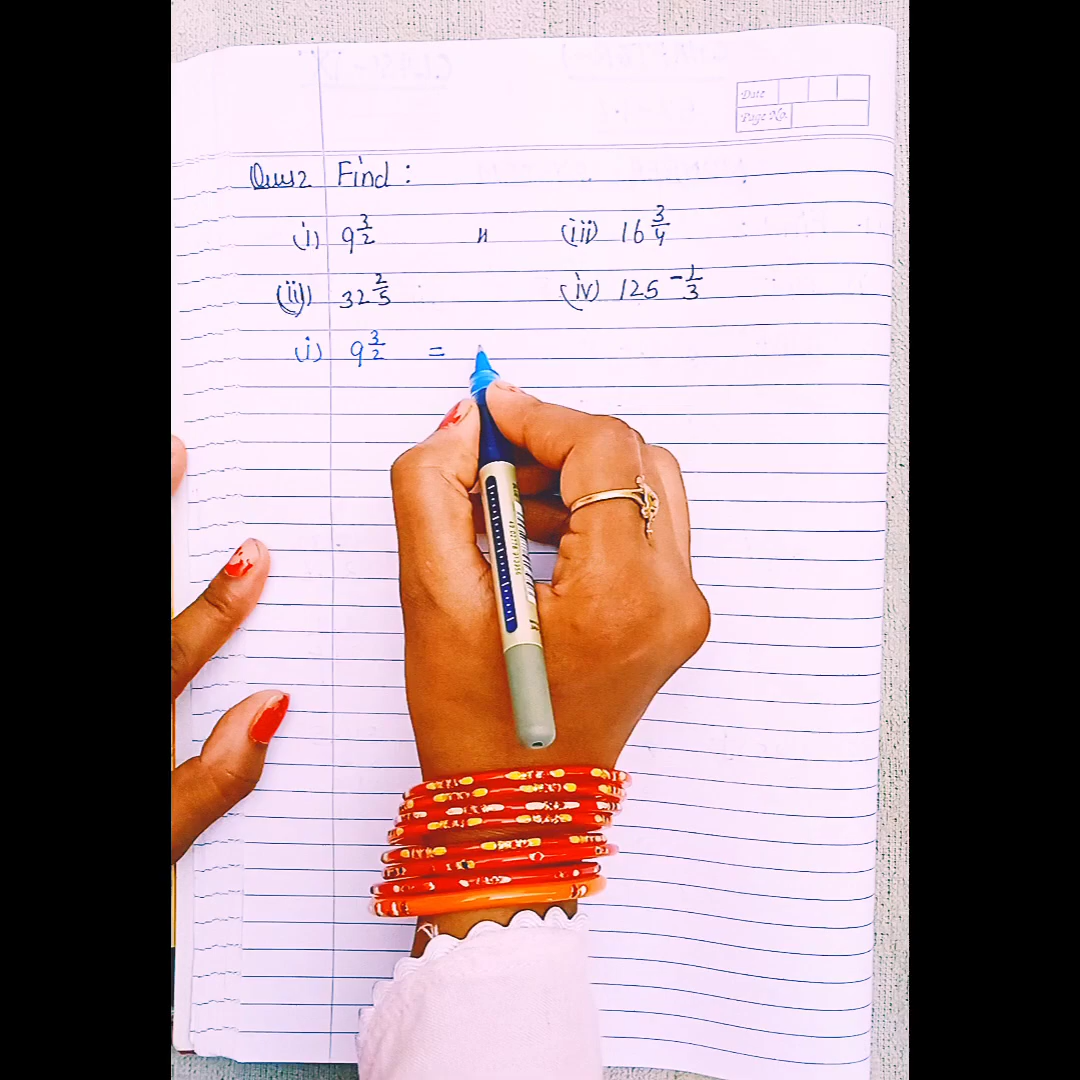 Date
Page No.
Ques2 Find :
(i) 9^(3/2) (iii) 16^(3/4)
(ii) 32^(2/5) (iv) 125^(-1/3)
(i) 9^(3/2) =